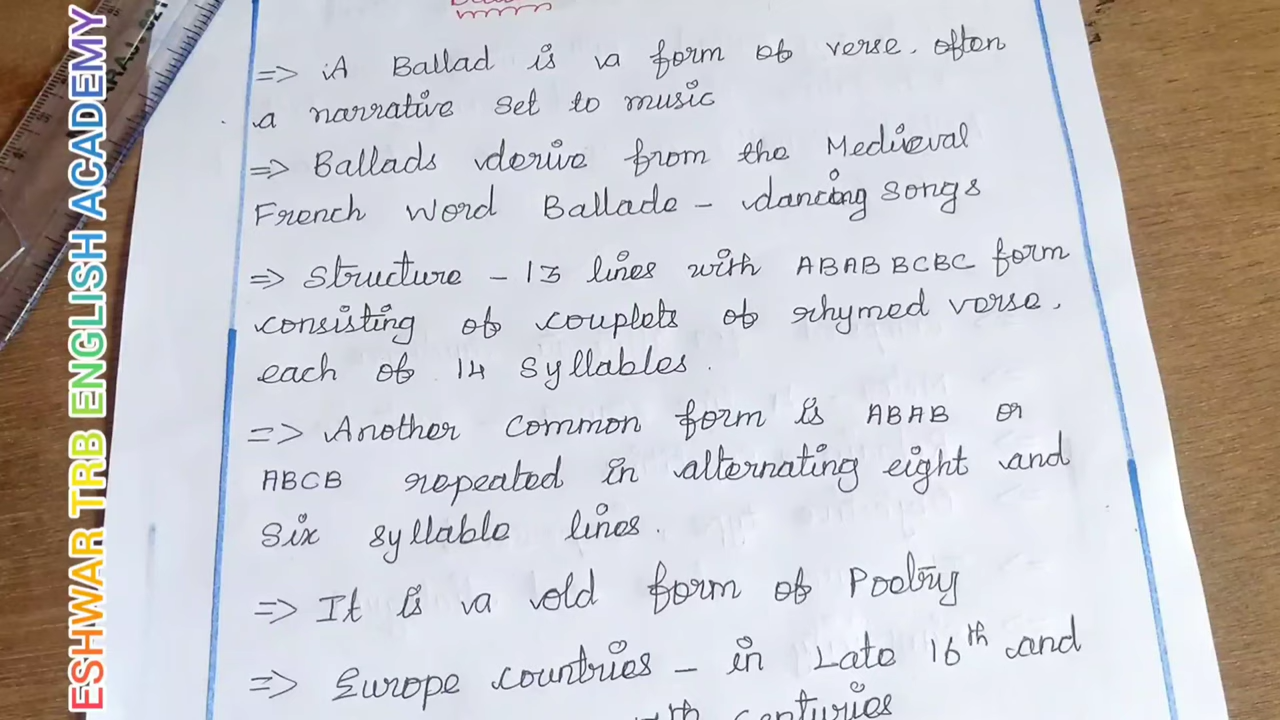 ESHWAR TRB ENGLISH ACADEMY
=> A Ballad is a form of verse, often
a narrative set to music
=> Ballads derive from the Medieval
French Word Ballade - dancing songs
=> Structure - 13 lines with ABAB BCBC form
consisting of couplets of rhymed verse,
each of 14 syllables.
=> Another common form is ABAB or
ABCB repeated in alternating eight and
six syllable lines.
=> It is a old form of Poetry
=> Europe countries - in Late 16th and
centuries